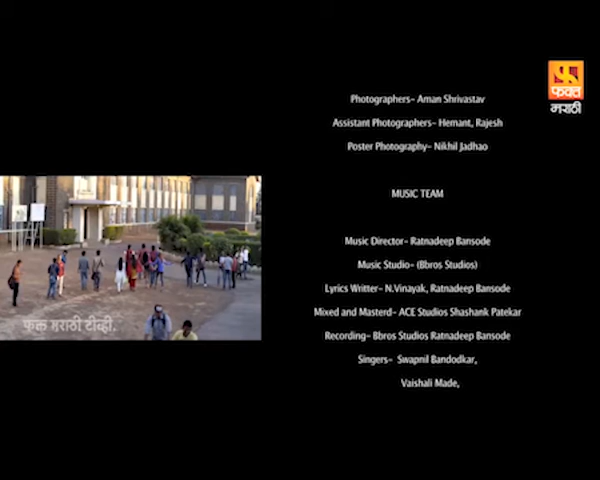 Photographers- Aman Shrivastav
Assistant Photographers- Hemant, Rajesh
Poster Photography- Nikhil Jadhao
MUSIC TEAM
Music Director- Ratnadeep Bansode
Music Studio- (Bbros Studios)
Lyrics Writter- N.Vinayak, Ratnadeep Bansode
Mixed and Masterd- ACE Studios Shashank Patekar
Recording- Bbros Studios Ratnadeep Bansode
Singers- Swapnil Bandodkar,
Vaishali Made,
फक्त
मराठी
फक्त मराठी टीव्ही.